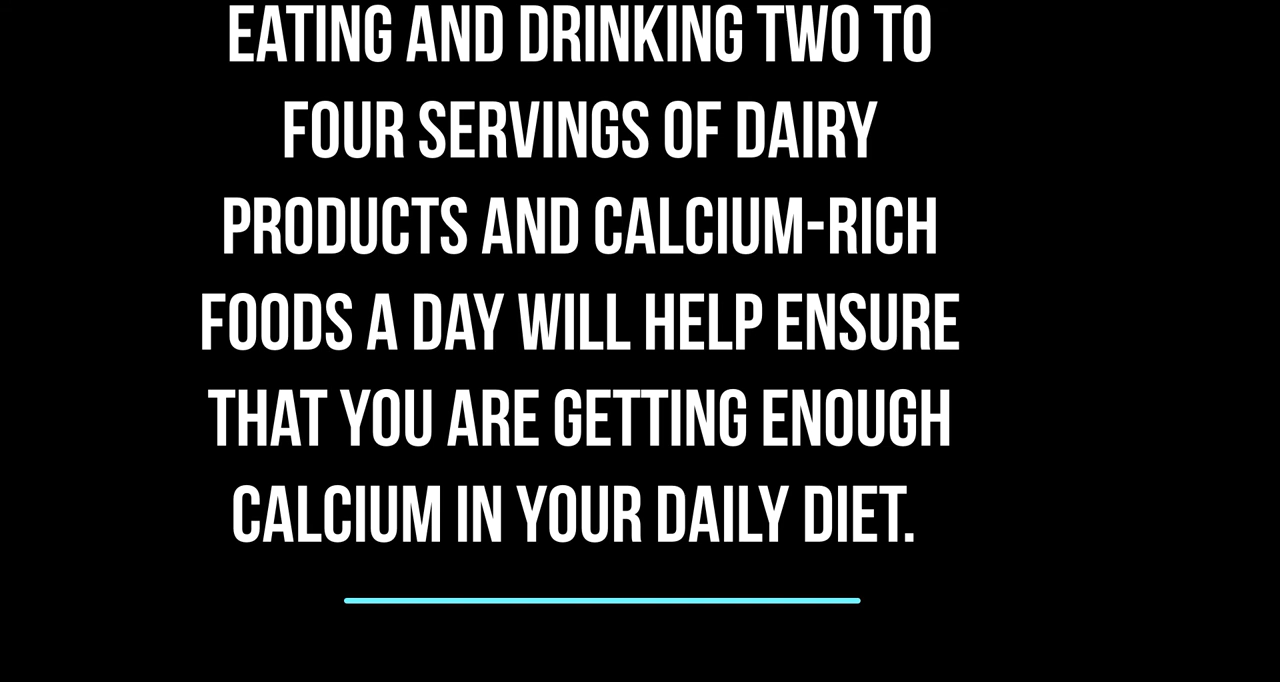 EATING AND DRINKING TWO TO
FOUR SERVINGS OF DAIRY
PRODUCTS AND CALCIUM-RICH
FOODS A DAY WILL HELP ENSURE
THAT YOU ARE GETTING ENOUGH
CALCIUM IN YOUR DAILY DIET.